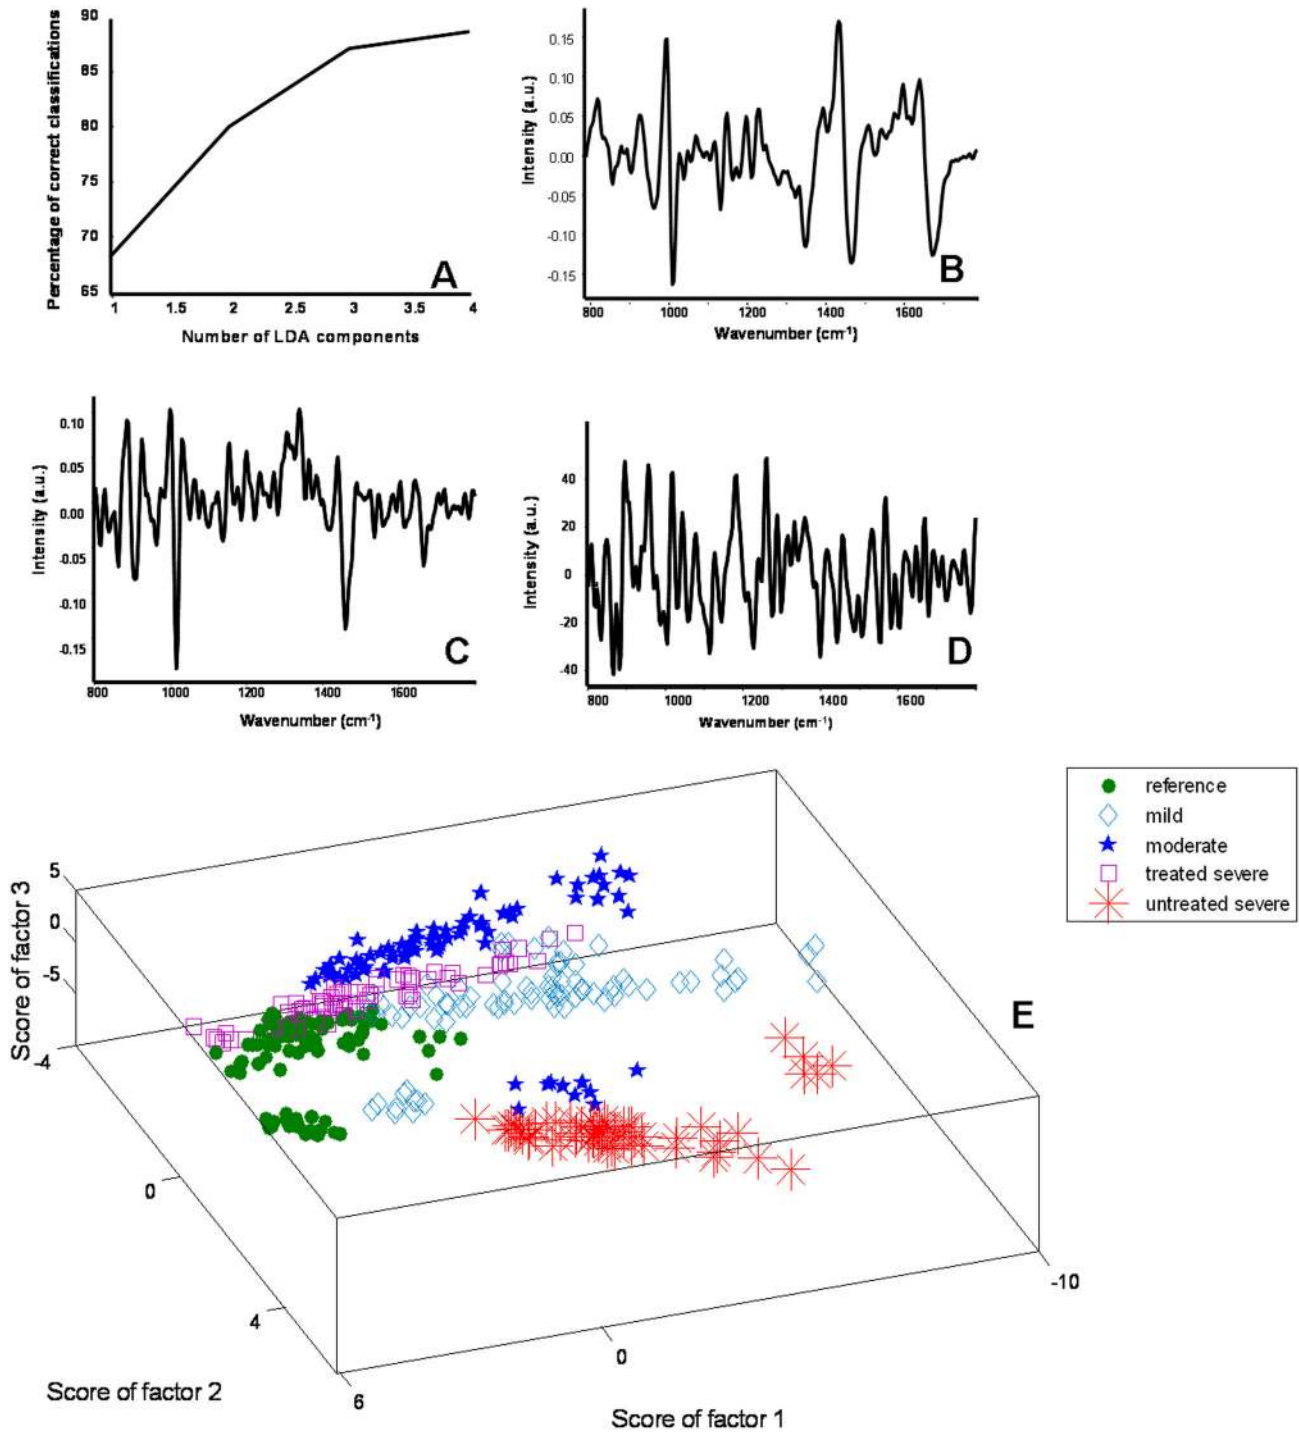 Percentage of correct classifications
90
85
80
75
70
65
1 1.5 2 2.5 3 3.5 4
Number of LDA components
A
Intensity (a.u.)
0.15
0.10
0.05
0.00
-0.05
-0.10
-0.15
800 1000 1200 1400 1600
Wavenumber (cm-1)
B
Intensity (a.u.)
0.10
0.05
0.00
-0.05
-0.10
-0.15
800 1000 1200 1400 1600
Wavenumber (cm-1)
C
Intensity (a.u.)
40
20
0
-20
-40
800 1000 1200 1400 1600
Wavenumber (cm-1)
D
reference
mild
moderate
treated severe
untreated severe
E
Score of factor 3
5
0
-5
-4
0
4
6
Score of factor 2
0
-10
Score of factor 1